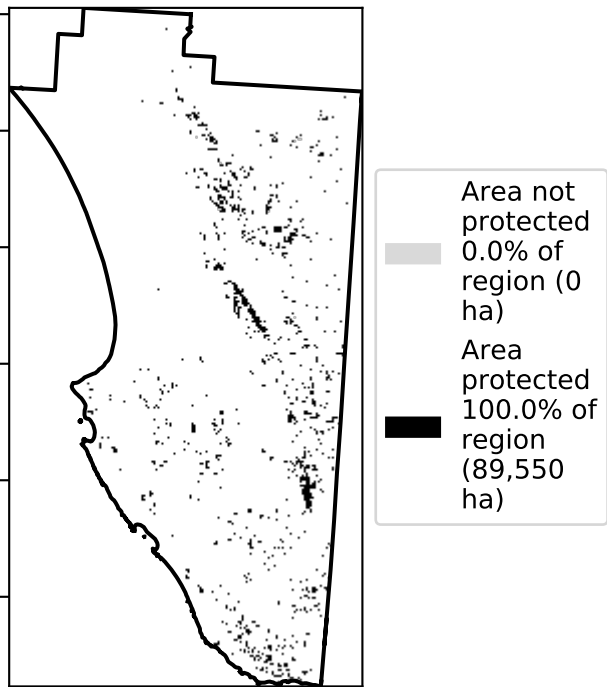 Area not
protected
0.0% of
region (0
ha)
Area
protected
100.0% of
region
(89,550
ha)